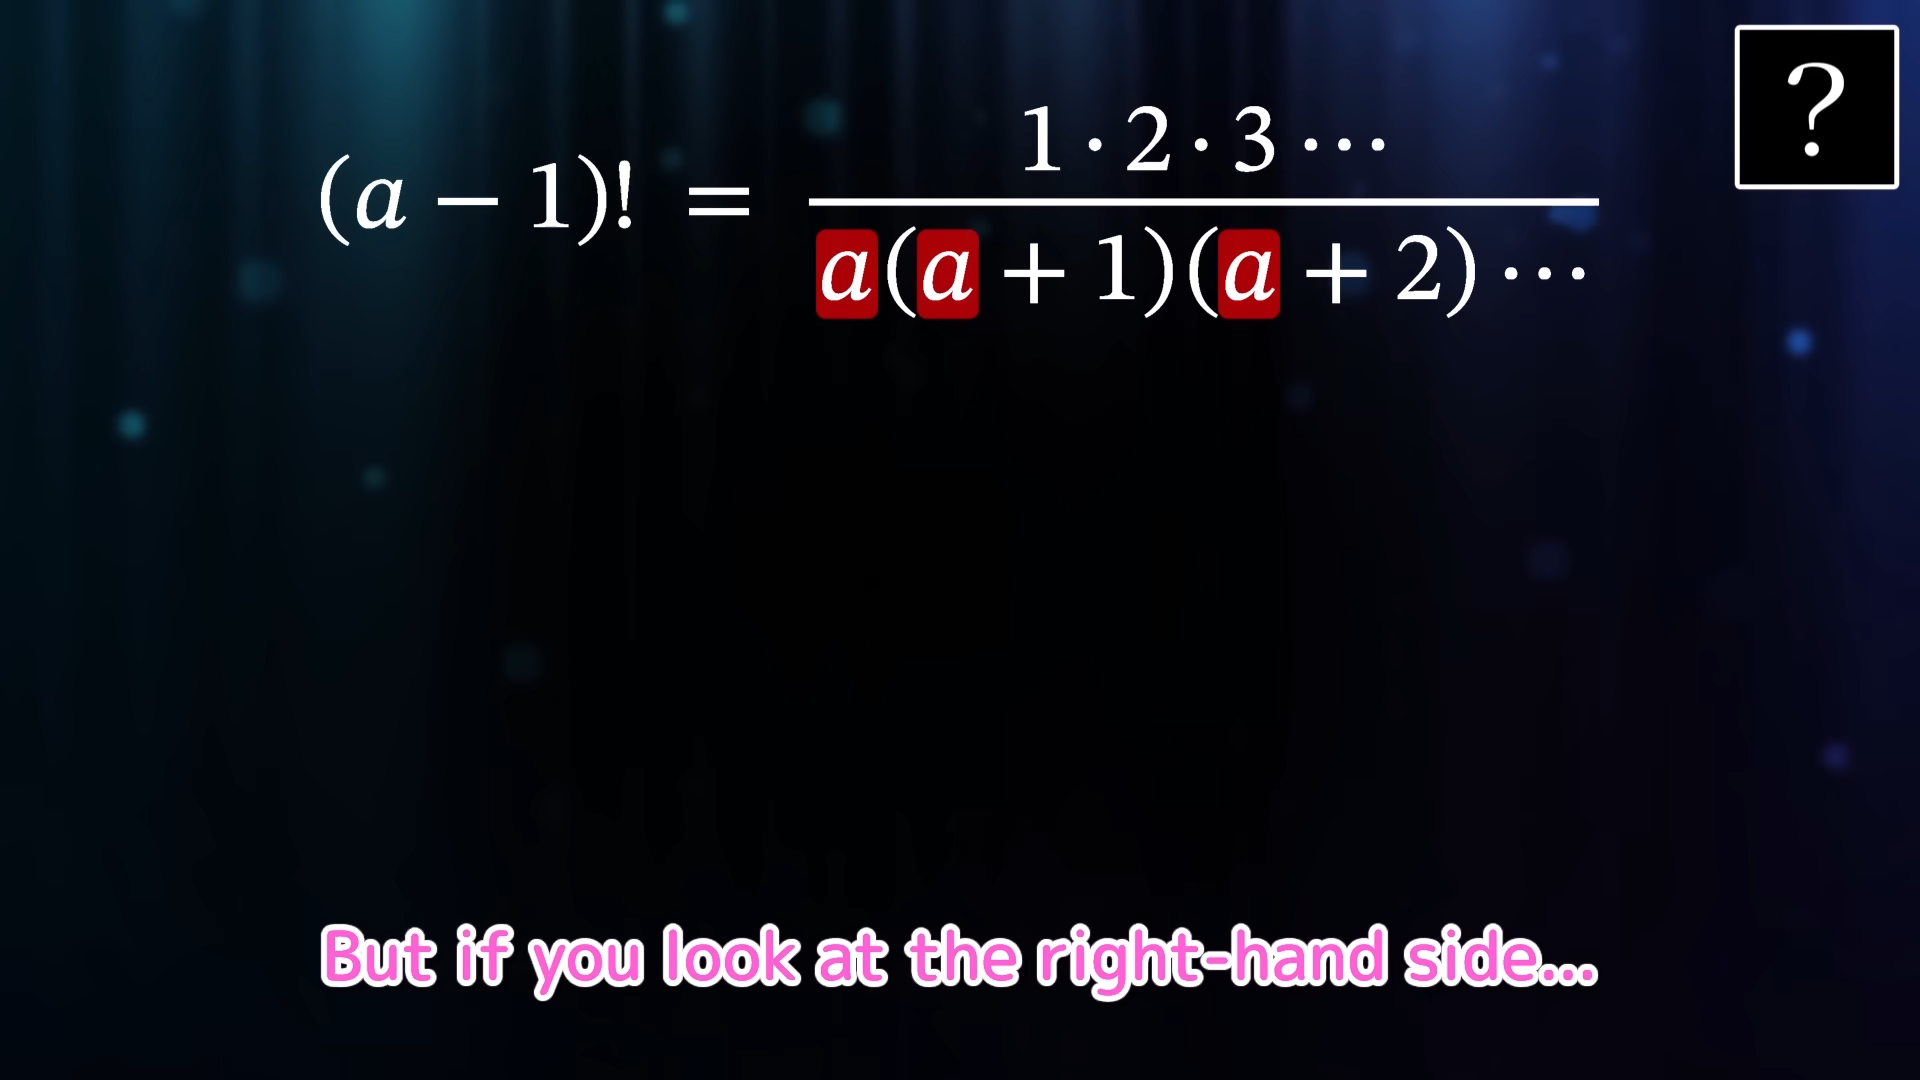 ?
(a − 1)! = 1 · 2 · 3 ··· / a(a + 1)(a + 2) ···
But if you look at the right-hand side...